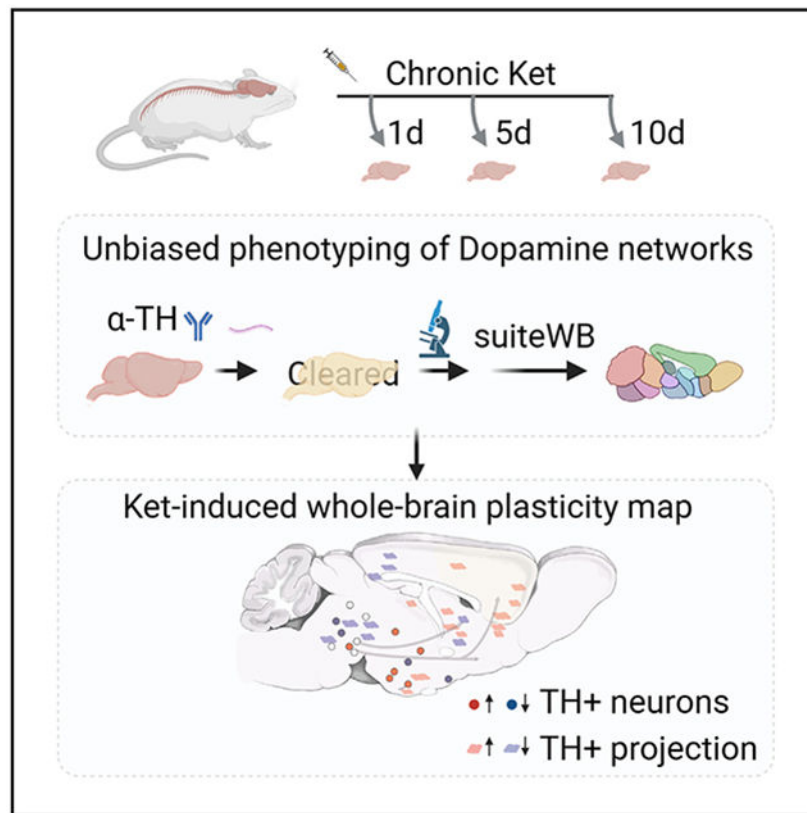 Chronic Ket
1d 5d 10d
Unbiased phenotyping of Dopamine networks
α-TH
Cleared
suiteWB
Ket-induced whole-brain plasticity map
↑ ↓ TH+ neurons
↑ ↓ TH+ projection